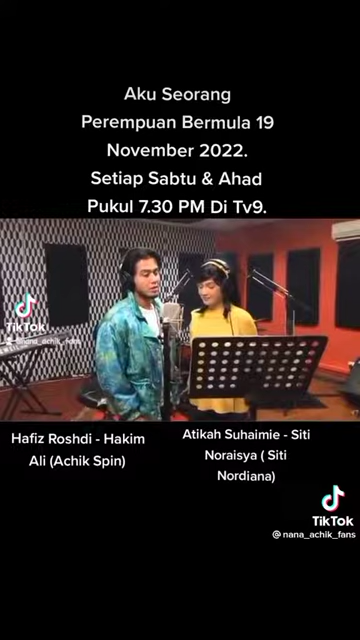 Aku Seorang
Perempuan Bermula 19
November 2022.
Setiap Sabtu & Ahad
Pukul 7.30 PM Di Tv9.
TikTok
@nana_achik_fans
Hafiz Roshdi - Hakim
Ali (Achik Spin)
Atikah Suhaimie - Siti
Noraisya ( Siti
Nordiana)
TikTok
@nana_achik_fans